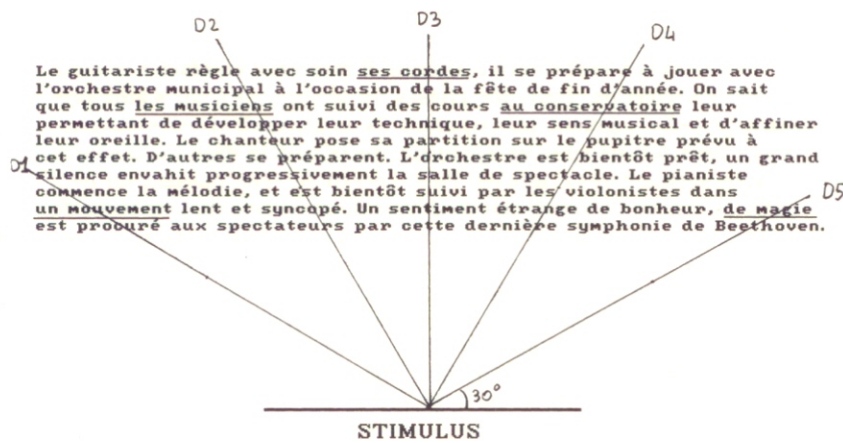 D2 D3 D4
Le guitariste règle avec soin ses cordes, il se prépare à jouer avec
l'orchestre municipal à l'occasion de la fête de fin d'année. On sait
que tous les musiciens ont suivi des cours au conservatoire leur
permettant de développer leur technique, leur sens musical et d'affiner
leur oreille. Le chanteur pose sa partition sur le pupitre prévu à
D1 cet effet. D'autres se préparent. L'orchestre est bientôt prêt, un grand
silence envahit progressivement la salle de spectacle. Le pianiste
commence la mélodie, et est bientôt suivi par les violonistes dans
D5
un mouvement lent et syncopé. Un sentiment étrange de bonheur, de magie
est procuré aux spectateurs par cette dernière symphonie de Beethoven.
30°
STIMULUS